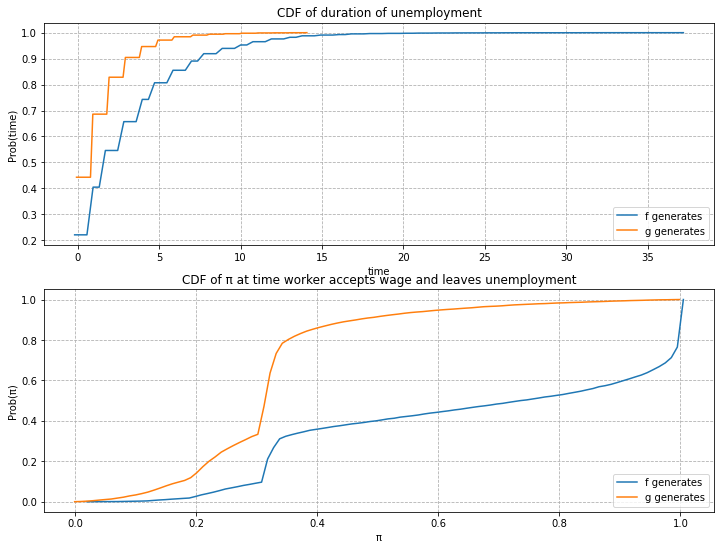 CDF of duration of unemployment
Prob(time)
1.0
0.9
0.8
0.7
0.6
0.5
0.4
0.3
0.2
f generates
g generates
0 5 10 15 20 25 30 35
time
CDF of π at time worker accepts wage and leaves unemployment
Prob(π)
1.0
0.8
0.6
0.4
0.2
0.0
f generates
g generates
0.0 0.2 0.4 0.6 0.8 1.0
π